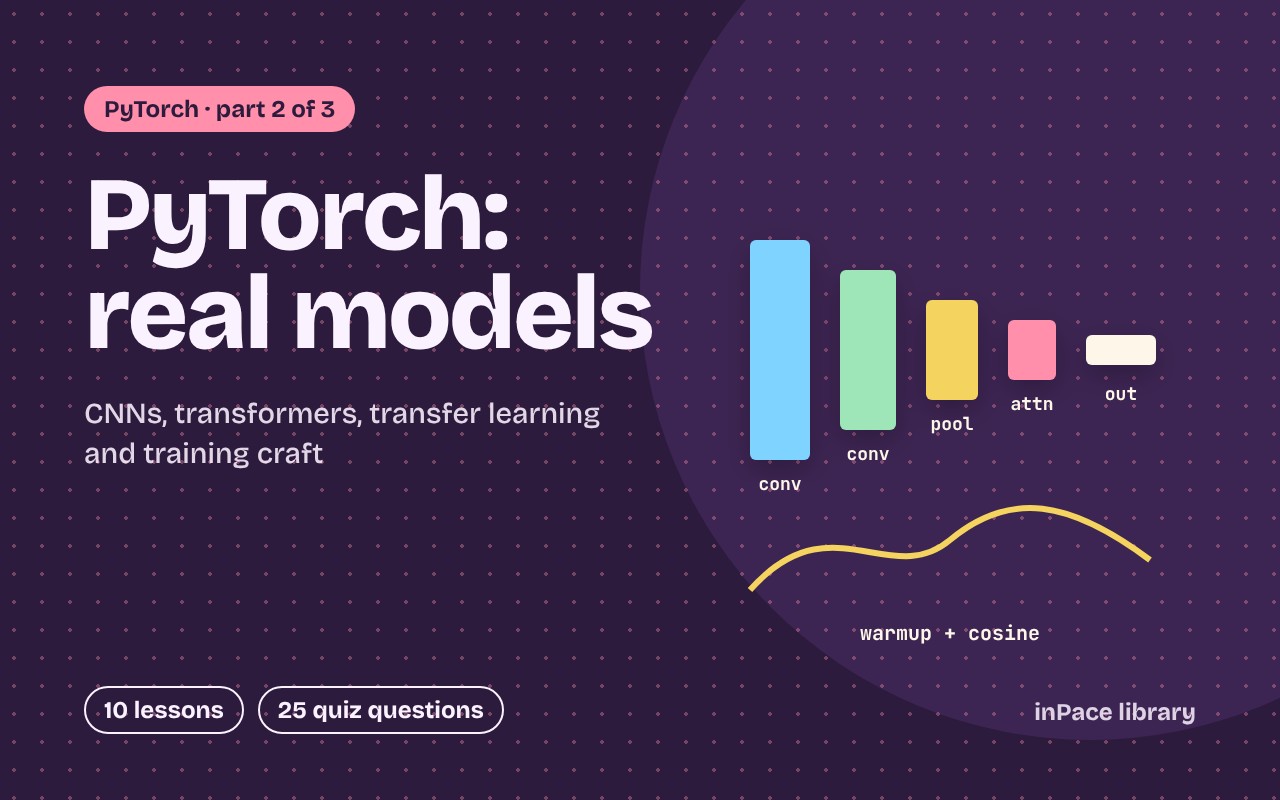 PyTorch · part 2 of 3
PyTorch:
real models
CNNs, transformers, transfer learning
and training craft
conv
conv
pool
attn
out
warmup + cosine
10 lessons
25 quiz questions
inPace library